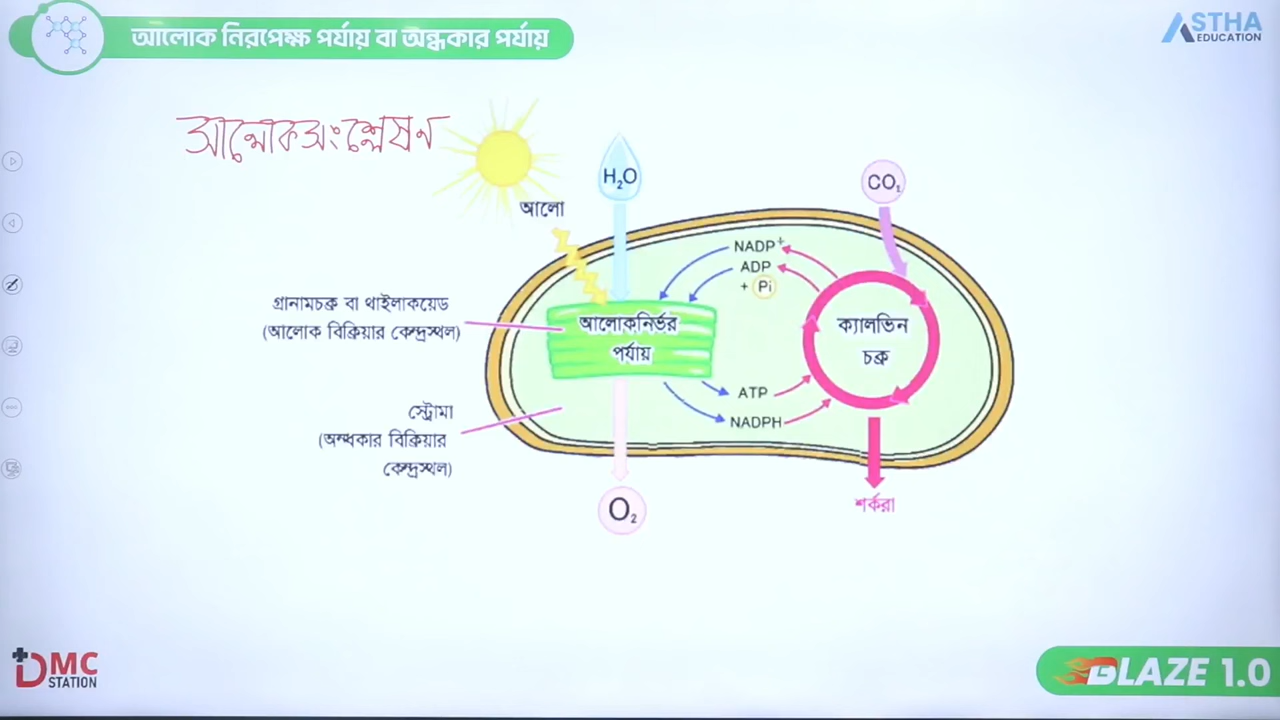 আলোক নিরপেক্ষ পর্যায় বা অন্ধকার পর্যায়
ASTHA
EDUCATION
আলোকসংশ্লেষন
আলো
H₂O
CO₂
NADP⁺
ADP
+ Pi
গ্রানামচক্র বা থাইলাকয়েড
(আলোক বিক্রিয়ার কেন্দ্রস্থল)
আলোকনির্ভর
পর্যায়
ক্যালভিন
চক্র
স্ট্রোমা
(অন্ধকার বিক্রিয়ার
কেন্দ্রস্থল)
ATP
NADPH
O₂
শর্করা
DMC
STATION
BLAZE 1.0